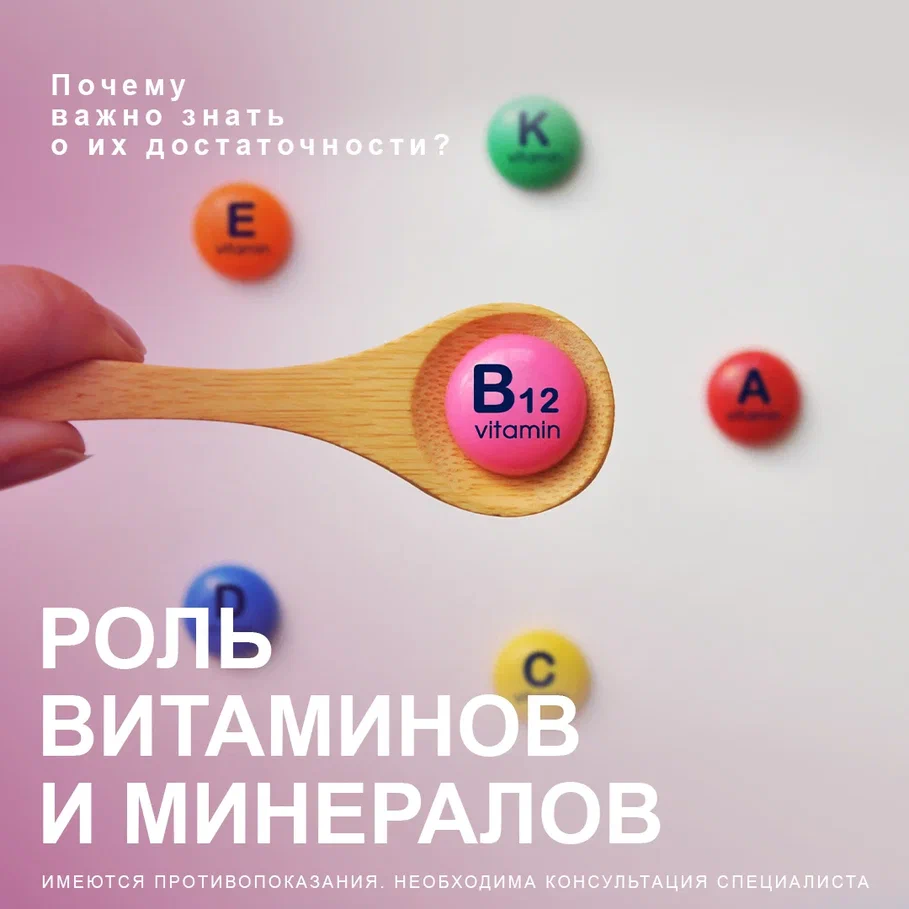 Почему
важно знать
о их достаточности?
K
vitamin
E
vitamin
B12
vitamin
A
vitamin
D
C
РОЛЬ
ВИТАМИНОВ
И МИНЕРАЛОВ
ИМЕЮТСЯ ПРОТИВОПОКАЗАНИЯ. НЕОБХОДИМА КОНСУЛЬТАЦИЯ СПЕЦИАЛИСТА